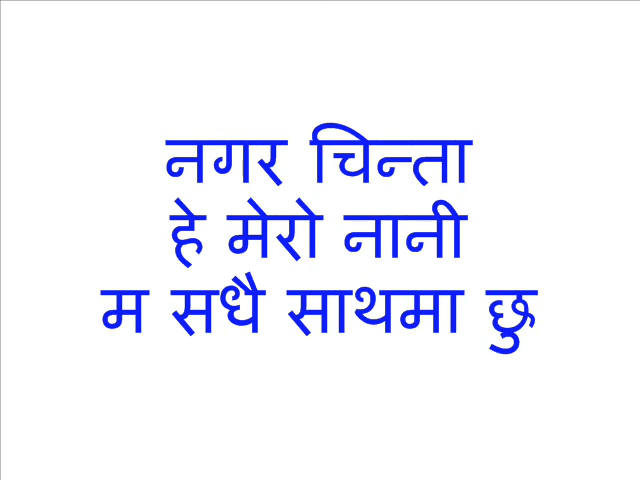 नगर चिन्ता
हे मेरो नानी
म सधै साथमा छु